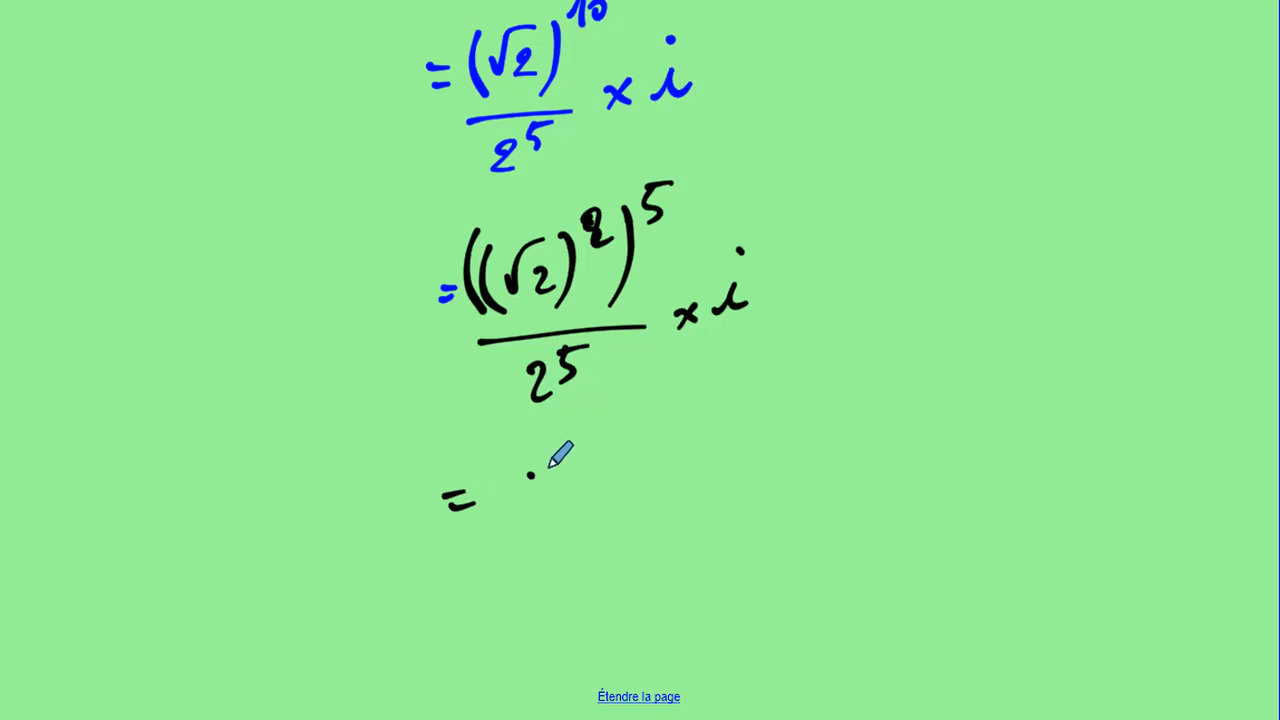 = (√2)^10 / 2^5 × i
= ((√2)^2)^5 / 2^5 × i
=
Étendre la page